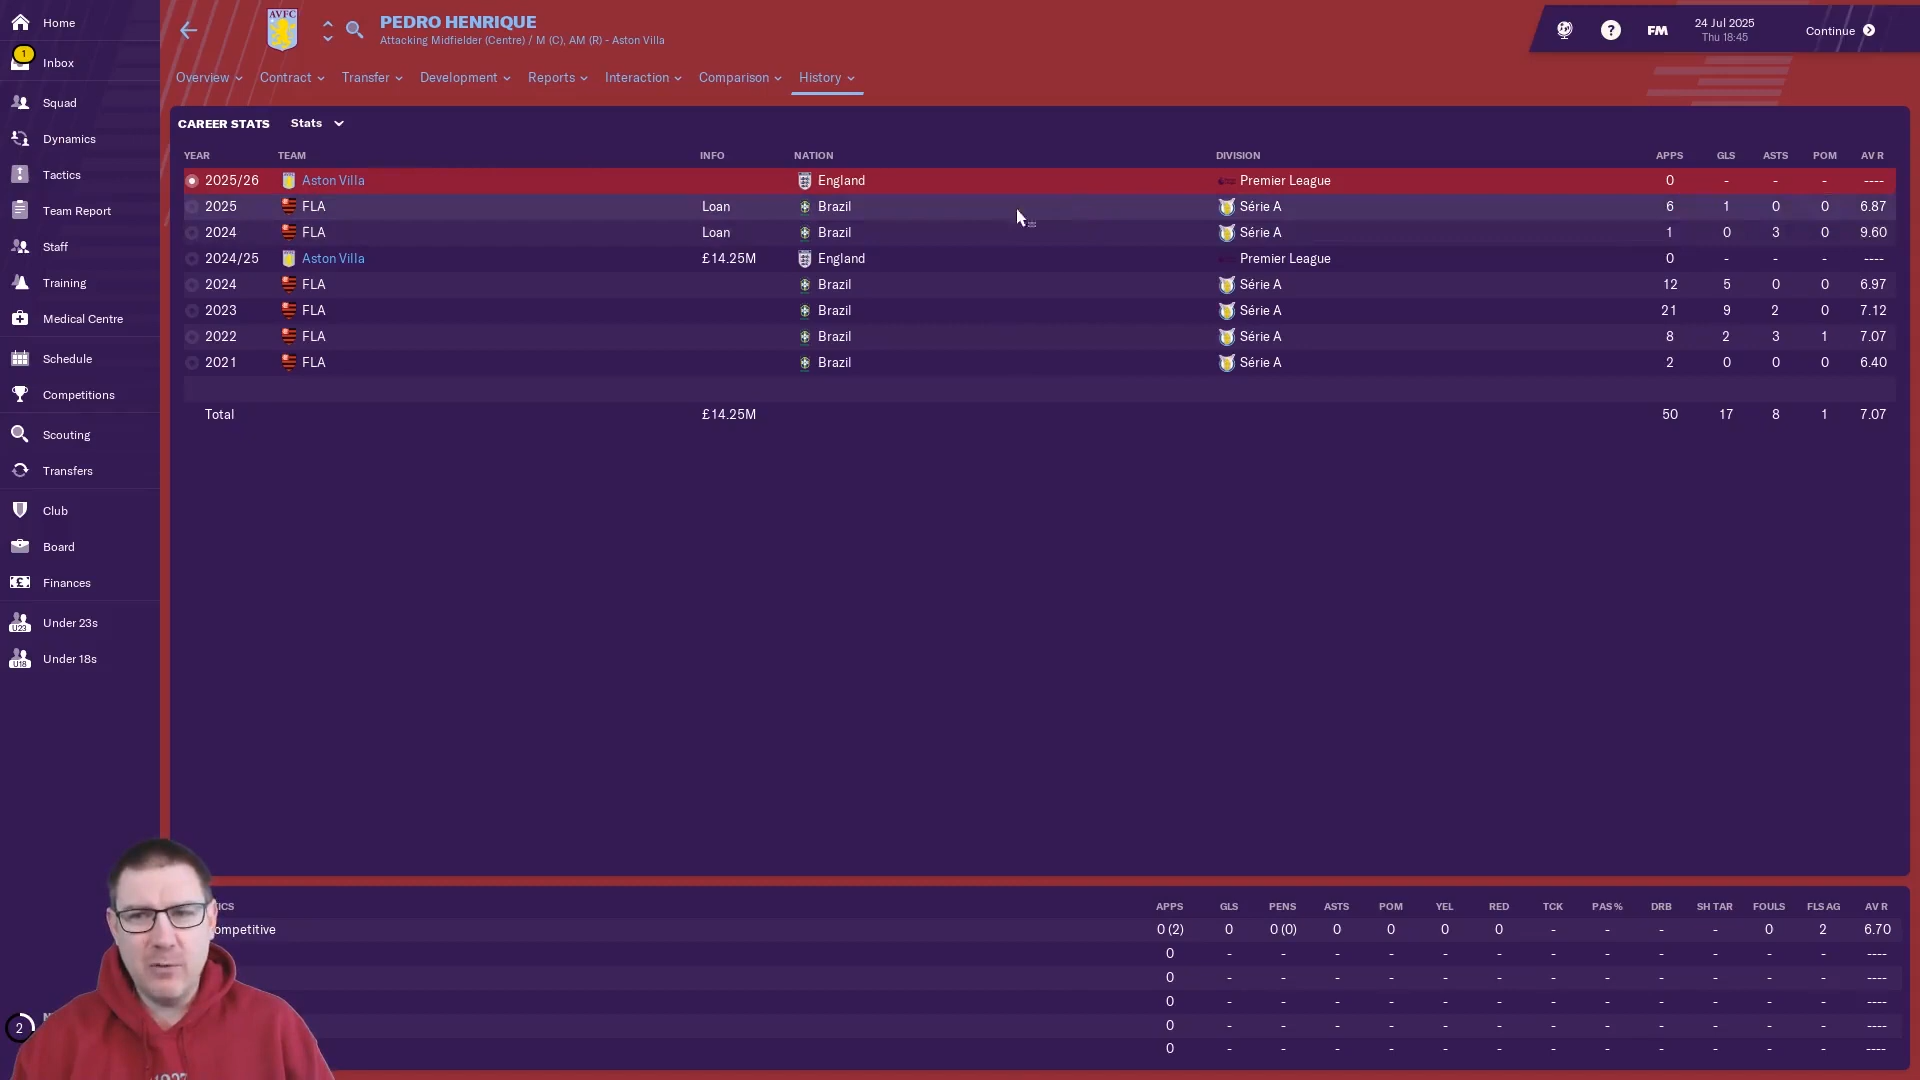 Home
1
Inbox
Squad
Dynamics
Tactics
Team Report
Staff
Training
Medical Centre
Schedule
Competitions
Scouting
Transfers
Club
Board
Finances
U23
Under 23s
U18
Under 18s
2
AVFC
PEDRO HENRIQUE
Attacking Midfielder (Centre) / M (C), AM (R) - Aston Villa
? FM 24 Jul 2025 Continue
Thu 18:45
Overview Contract Transfer Development Reports Interaction Comparison History
CAREER STATS Stats
YEAR TEAM INFO NATION DIVISION APPS GLS ASTS POM AV R
2025/26 Aston Villa England Premier League 0 - - - ----
2025 FLA Loan Brazil Série A 6 1 0 0 6.87
2024 FLA Loan Brazil Série A 1 0 3 0 9.60
2024/25 Aston Villa £14.25M England Premier League 0 - - - ----
2024 FLA Brazil Série A 12 5 0 0 6.97
2023 FLA Brazil Série A 21 9 2 0 7.12
2022 FLA Brazil Série A 8 2 3 1 7.07
2021 FLA Brazil Série A 2 0 0 0 6.40
Total £14.25M 50 17 8 1 7.07
ICS APPS GLS PENS ASTS POM YEL RED TCK PAS % DRB SH TAR FOULS FLS AG AV R
ompetitive 0 (2) 0 0 (0) 0 0 0 0 - - - - 0 2 6.70
0 - - - - - - - - - - - - ----
0 - - - - - - - - - - - - ----
0 - - - - - - - - - - - - ----
0 - - - - - - - - - - - - ----
0 - - - - - - - - - - - - ----